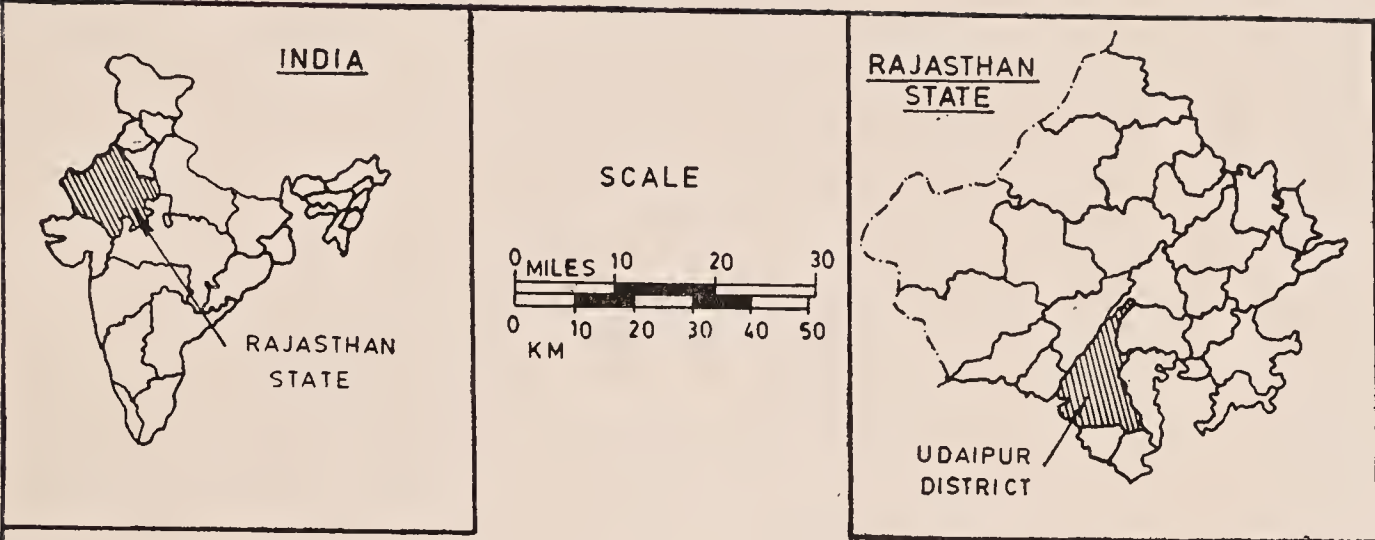 INDIA
RAJASTHAN
STATE
SCALE
0 MILES 10 20 30
0 10 20 30 40 50
KM
RAJASTHAN
STATE
UDAIPUR
DISTRICT